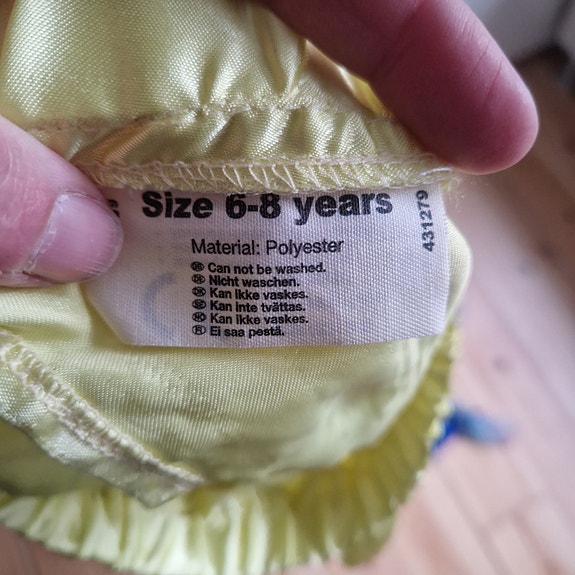 Size 6-8 years
Material: Polyester
Can not be washed.
Nicht waschen.
Kan ikke vaskes.
Kan inte tvättas.
Kan ikke vaskes.
Ei saa pestä.
431279